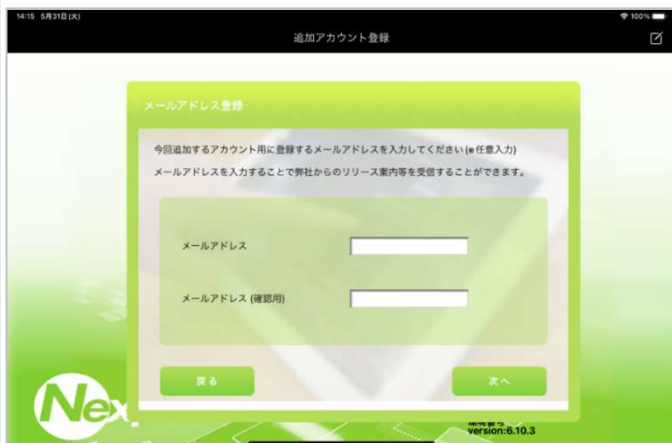 14:15 5月31日(火)
100%
追加アカウント登録
メールアドレス登録
今回追加するアカウント用に登録するメールアドレスを入力してください(※任意入力)
メールアドレスを入力することで弊社からのリリース案内等を受信することができます。
メールアドレス
メールアドレス (確認用)
戻る
次へ
Nex
version:6.10.3